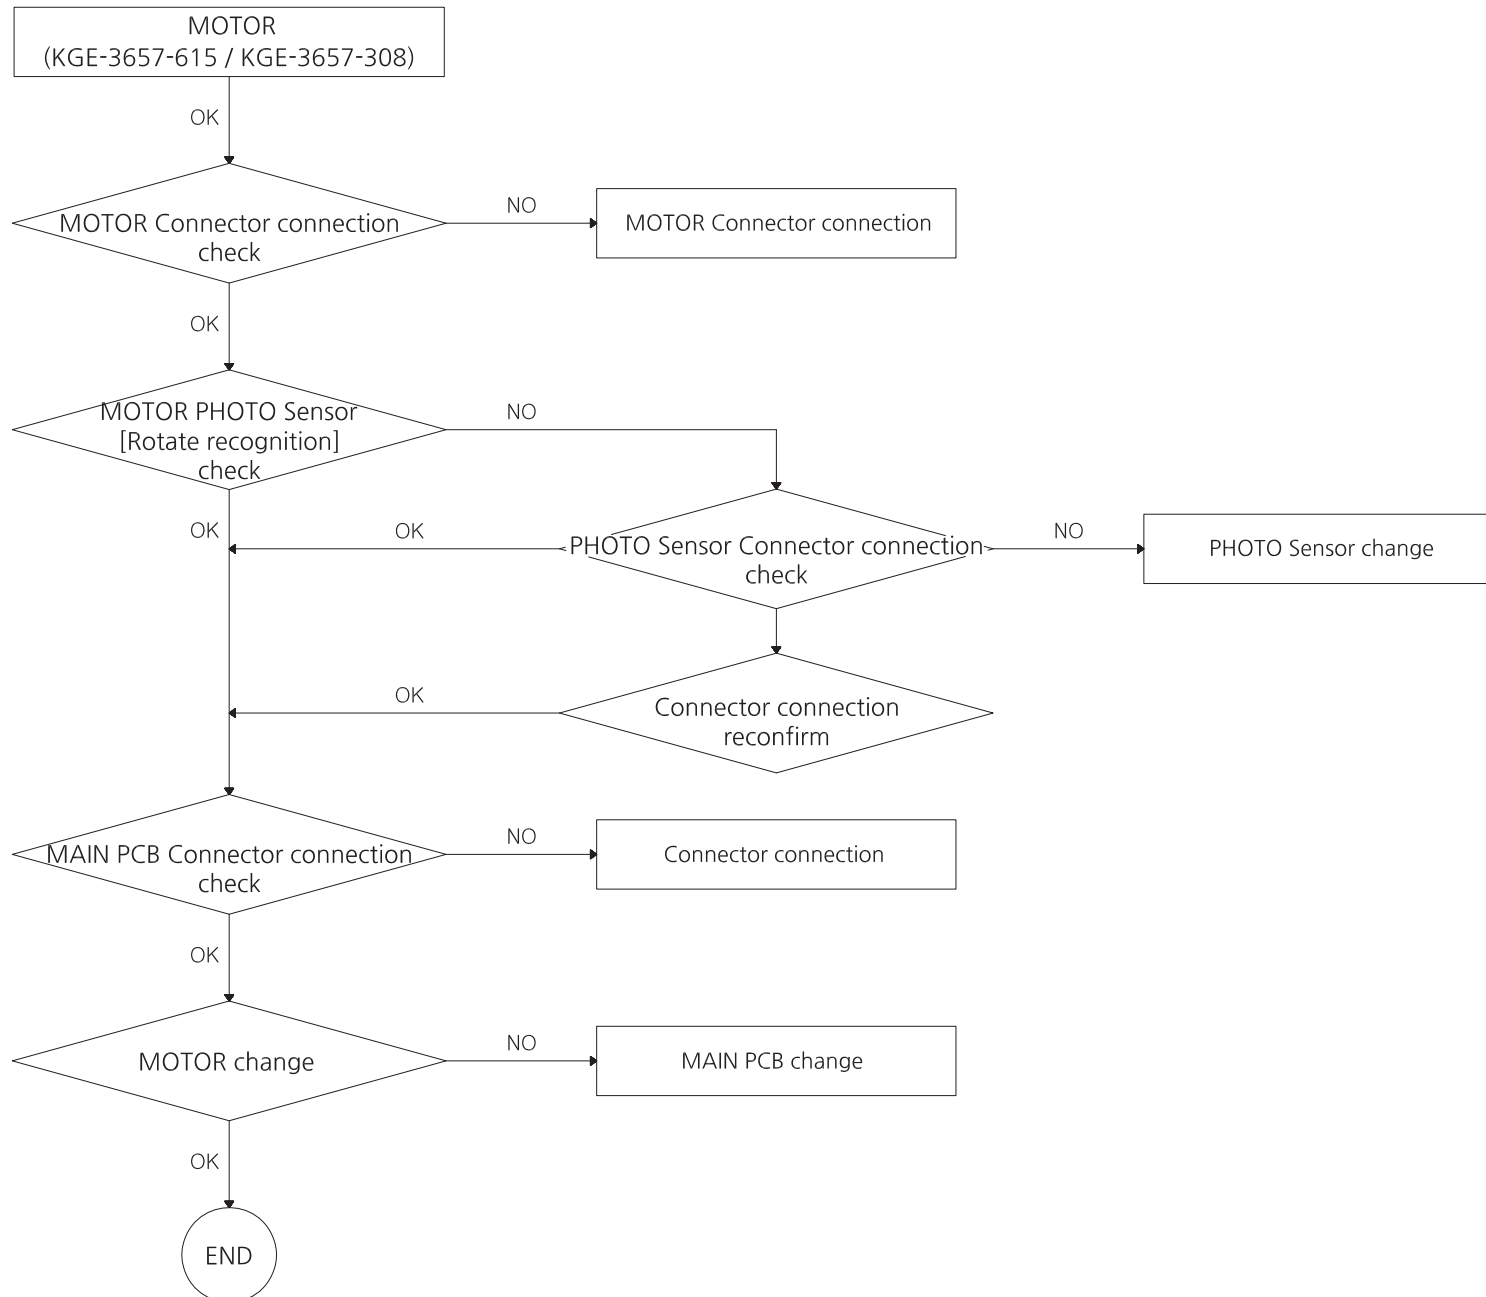 MOTOR
(KGE-3657-615 / KGE-3657-308)
OK
MOTOR Connector connection
check
NO
MOTOR Connector connection
OK
MOTOR PHOTO Sensor
[Rotate recognition]
check
NO
OK
OK
PHOTO Sensor Connector connection
check
NO
PHOTO Sensor change
OK
Connector connection
reconfirm
MAIN PCB Connector connection
check
NO
Connector connection
OK
MOTOR change
NO
MAIN PCB change
OK
END